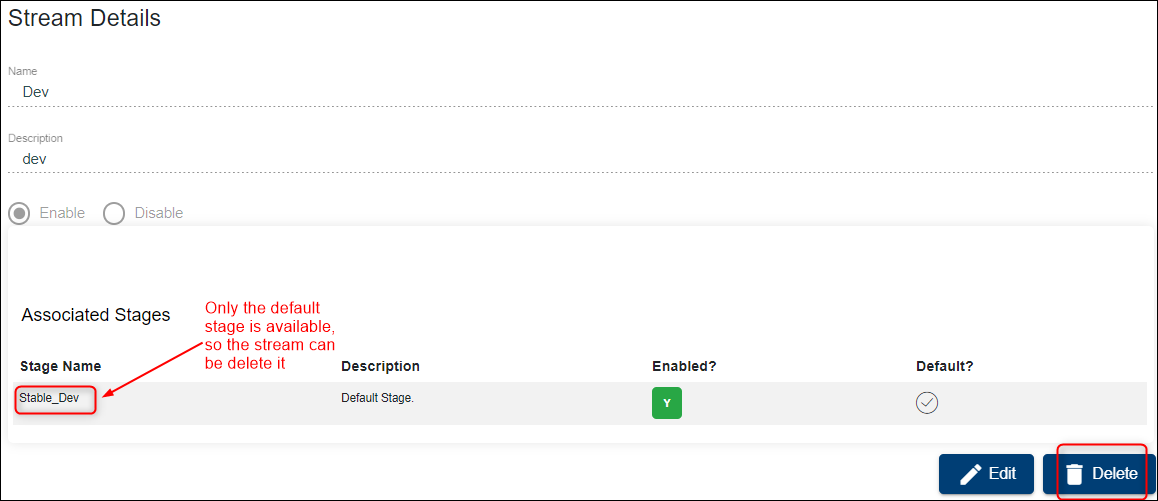 Stream Details
Name
Dev
Description
dev
Enable Disable
Associated Stages
Only the default
stage is available,
so the stream can
be delete it
Stage Name Description Enabled? Default?
Stable_Dev Default Stage. Y
Edit Delete